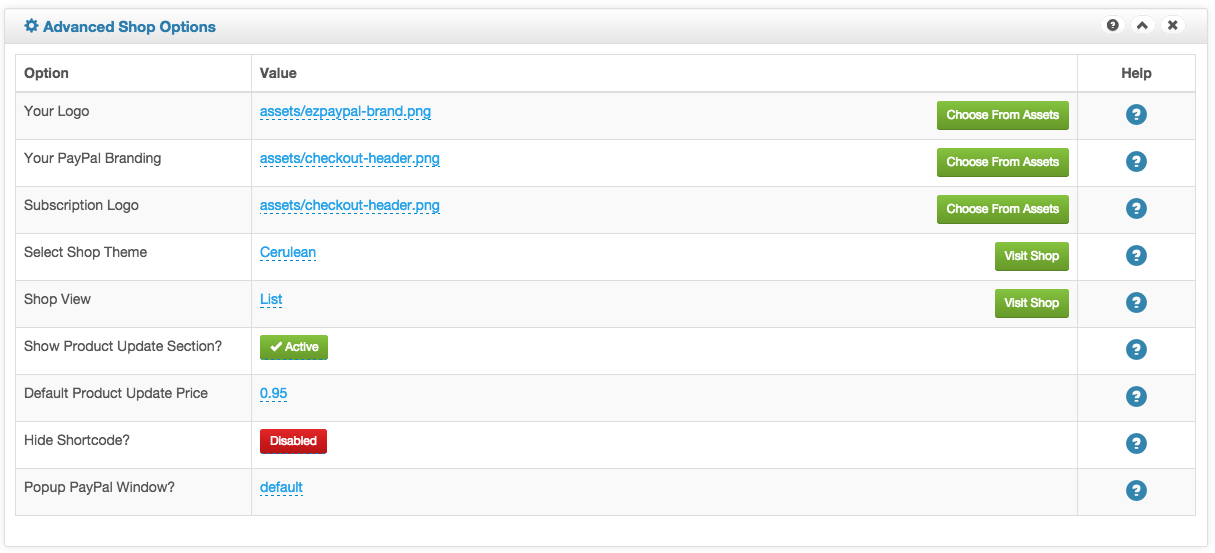 Advanced Shop Options
Option Value Help
Your Logo assets/ezpaypal-brand.png Choose From Assets ?
Your PayPal Branding assets/checkout-header.png Choose From Assets ?
Subscription Logo assets/checkout-header.png Choose From Assets ?
Select Shop Theme Cerulean Visit Shop ?
Shop View List Visit Shop ?
Show Product Update Section? Active ?
Default Product Update Price 0.95 ?
Hide Shortcode? Disabled ?
Popup PayPal Window? default ?